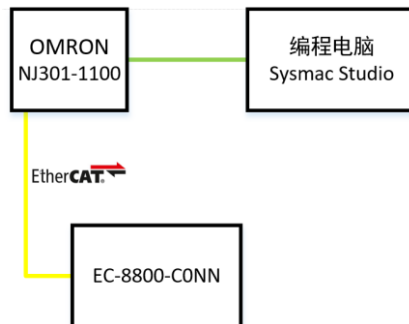 OMRON
NJ301-1100
编程电脑
Sysmac Studio
EtherCAT.
EC-8800-C0NN